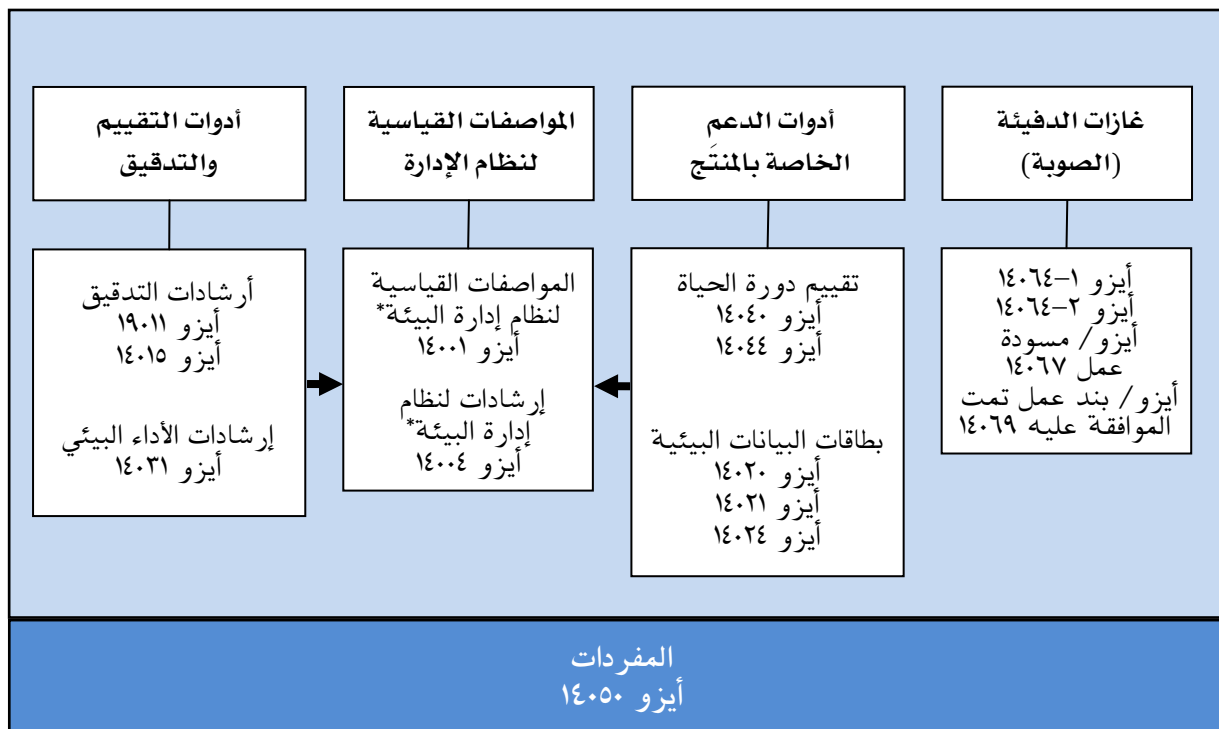 غازات الدفيئة
(الصوبة)
أيزو ١٤٠٦٤-١
أيزو ١٤٠٦٤-٢
أيزو/ مسودة
عمل ١٤٠٦٧
أيزو/ بند عمل تمت
الموافقة عليه ١٤٠٦٩
أدوات الدعم
الخاصة بالمنتَج
تقييم دورة الحياة
أيزو ١٤٠٤٠
أيزو ١٤٠٤٤
بطاقات البيانات البيئية
أيزو ١٤٠٢٠
أيزو ١٤٠٢١
أيزو ١٤٠٢٤
المواصفات القياسية
لنظام الإدارة
المواصفات القياسية
لنظام إدارة البيئة*
أيزو ١٤٠٠١
إرشادات لنظام
إدارة البيئة*
أيزو ١٤٠٠٤
أدوات التقييم
والتدقيق
أرشادات التدقيق
أيزو ١٩٠١١
أيزو ١٤٠١٥
إرشادات الأداء البيئي
أيزو ١٤٠٣١
المفردات
أيزو ١٤٠٥٠